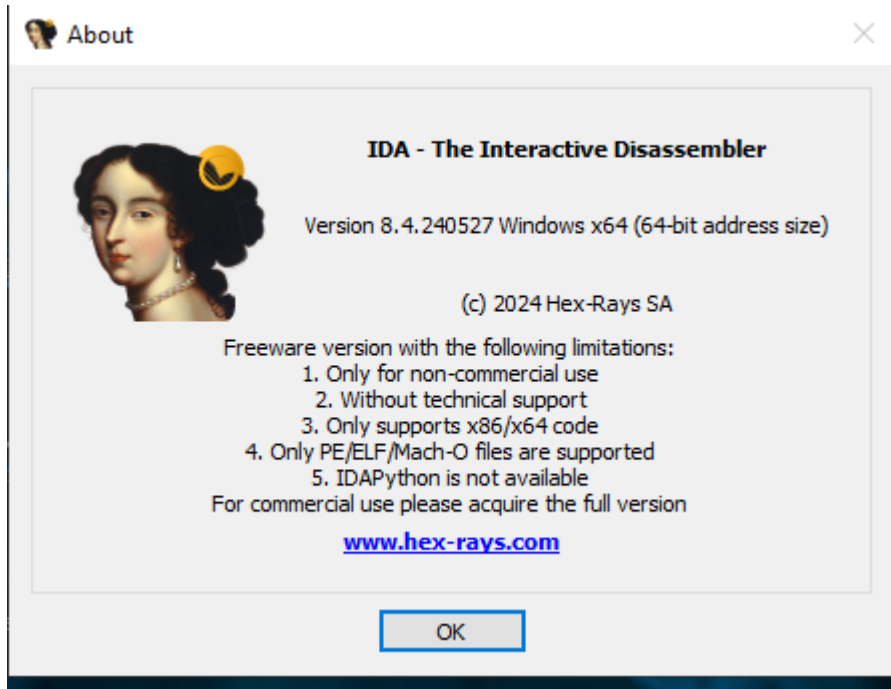 About
IDA - The Interactive Disassembler
Version 8.4.240527 Windows x64 (64-bit address size)
(c) 2024 Hex-Rays SA
Freeware version with the following limitations:
1. Only for non-commercial use
2. Without technical support
3. Only supports x86/x64 code
4. Only PE/ELF/Mach-O files are supported
5. IDAPython is not available
For commercial use please acquire the full version
www.hex-rays.com
OK